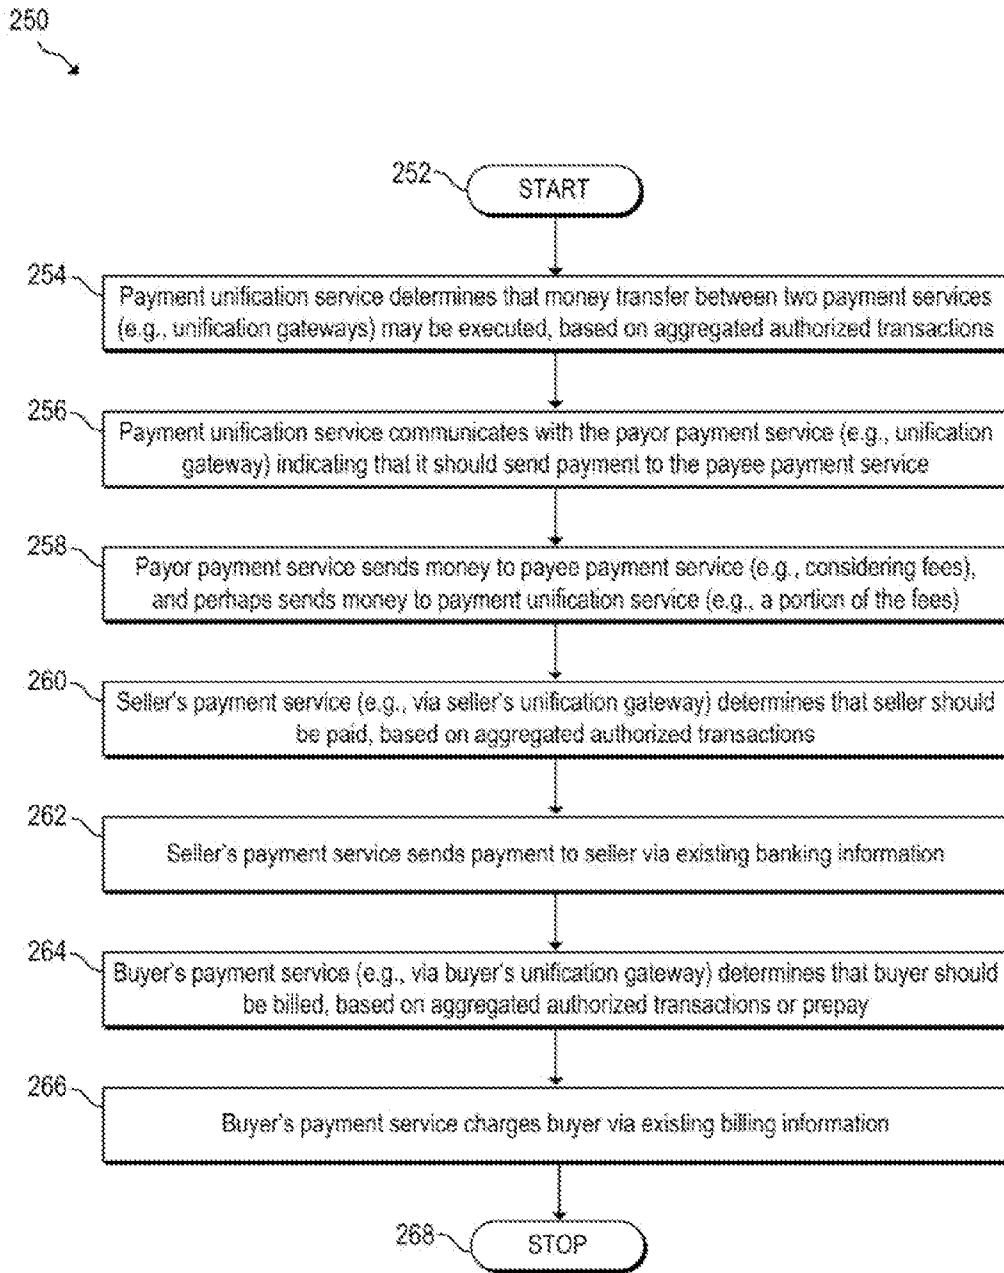 250
252
START
254
Payment unification service determines that money transfer between two payment services
(e.g., unification gateways) may be executed, based on aggregated authorized transactions
256
Payment unification service communicates with the payor payment service (e.g., unification
gateway) indicating that it should send payment to the payee payment service
258
Payor payment service sends money to payee payment service (e.g., considering fees),
and perhaps sends money to payment unification service (e.g., a portion of the fees)
260
Seller's payment service (e.g., via seller's unification gateway) determines that seller should
be paid, based on aggregated authorized transactions
262
Seller's payment service sends payment to seller via existing banking information
264
Buyer's payment service (e.g., via buyer's unification gateway) determines that buyer should
be billed, based on aggregated authorized transactions or prepay
266
Buyer's payment service charges buyer via existing billing information
268
STOP